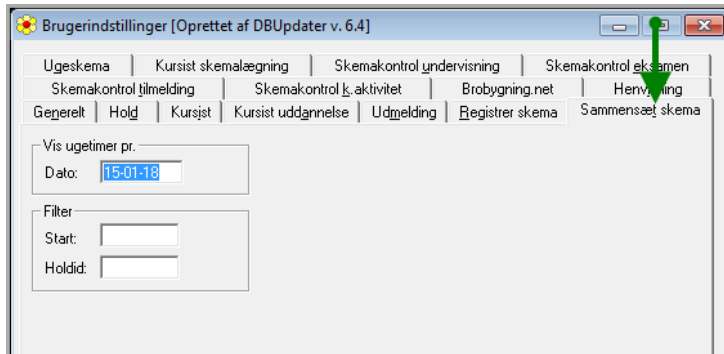 Brugerindstillinger [Oprettet af DBUpdater v. 6.4]
Ugeskema Kursist skemalægning Skemakontrol undervisning Skemakontrol eksamen
Skemakontrol tilmelding Skemakontrol k.aktivitet Brobygning.net Henvisning
Generelt Hold Kursist Kursist uddannelse Udmelding Registrer skema Sammensæt skema
Vis ugetimer pr.
Dato: 15-01-18
Filter
Start:
Holdid: